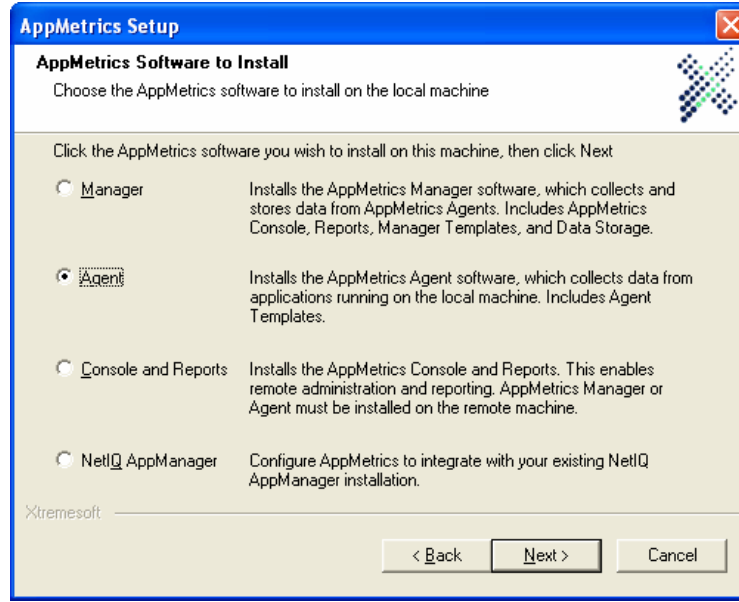 AppMetrics Setup
AppMetrics Software to Install
Choose the AppMetrics software to install on the local machine
Click the AppMetrics software you wish to install on this machine, then click Next
Manager
Installs the AppMetrics Manager software, which collects and
stores data from AppMetrics Agents. Includes AppMetrics
Console, Reports, Manager Templates, and Data Storage.
Agent
Installs the AppMetrics Agent software, which collects data from
applications running on the local machine. Includes Agent
Templates.
Console and Reports
Installs the AppMetrics Console and Reports. This enables
remote administration and reporting. AppMetrics Manager or
Agent must be installed on the remote machine.
NetIQ AppManager
Configure AppMetrics to integrate with your existing NetIQ
AppManager installation.
Xtremesoft
< Back
Next >
Cancel